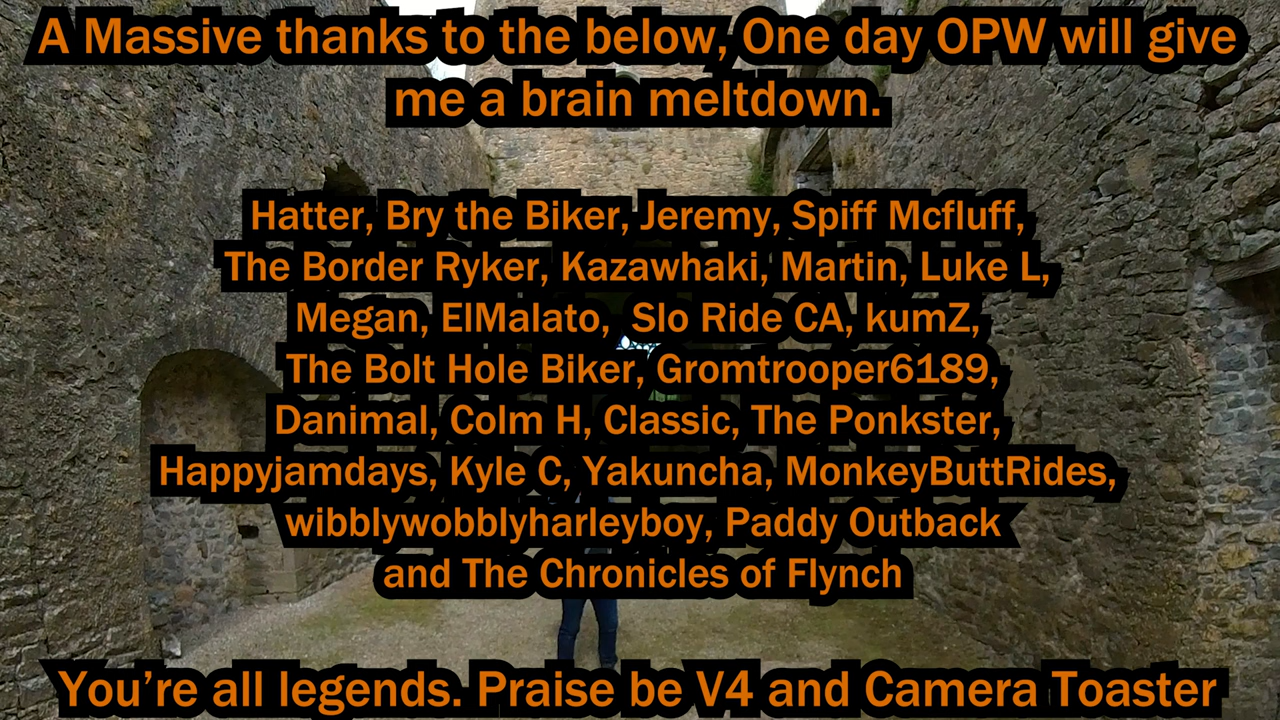 A Massive thanks to the below, One day OPW will give
me a brain meltdown.
Hatter, Bry the Biker, Jeremy, Spiff Mcfluff,
The Border Ryker, Kazawhaki, Martin, Luke L,
Megan, ElMalato, Slo Ride CA, kumZ,
The Bolt Hole Biker, Gromtrooper6189,
Danimal, Colm H, Classic, The Ponkster,
Happyjamdays, Kyle C, Yakuncha, MonkeyButtRides,
wibblywobblyharleyboy, Paddy Outback
and The Chronicles of Flynch
You’re all legends. Praise be V4 and Camera Toaster